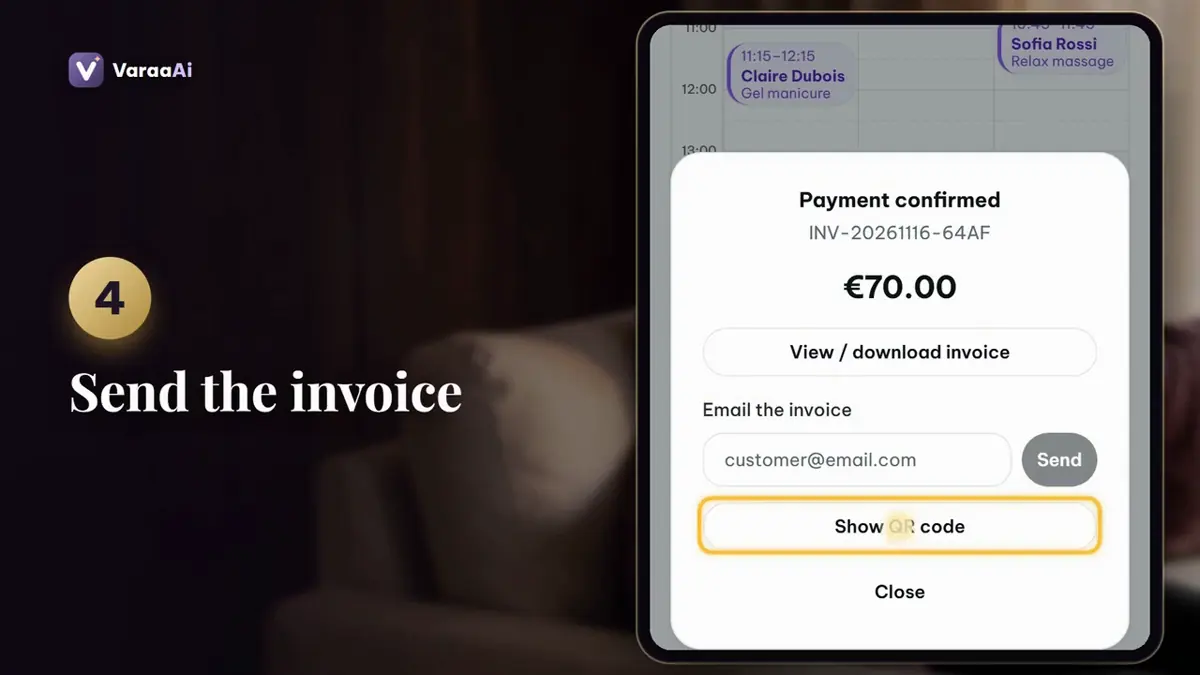 VaraaAi
4
Send the invoice
11:00
11:15–12:15
Claire Dubois
Gel manicure
Sofia Rossi
Relax massage
12:00
13:00
Payment confirmed
INV-20261116-64AF
€70.00
View / download invoice
Email the invoice
customer@email.com
Send
Show QR code
Close